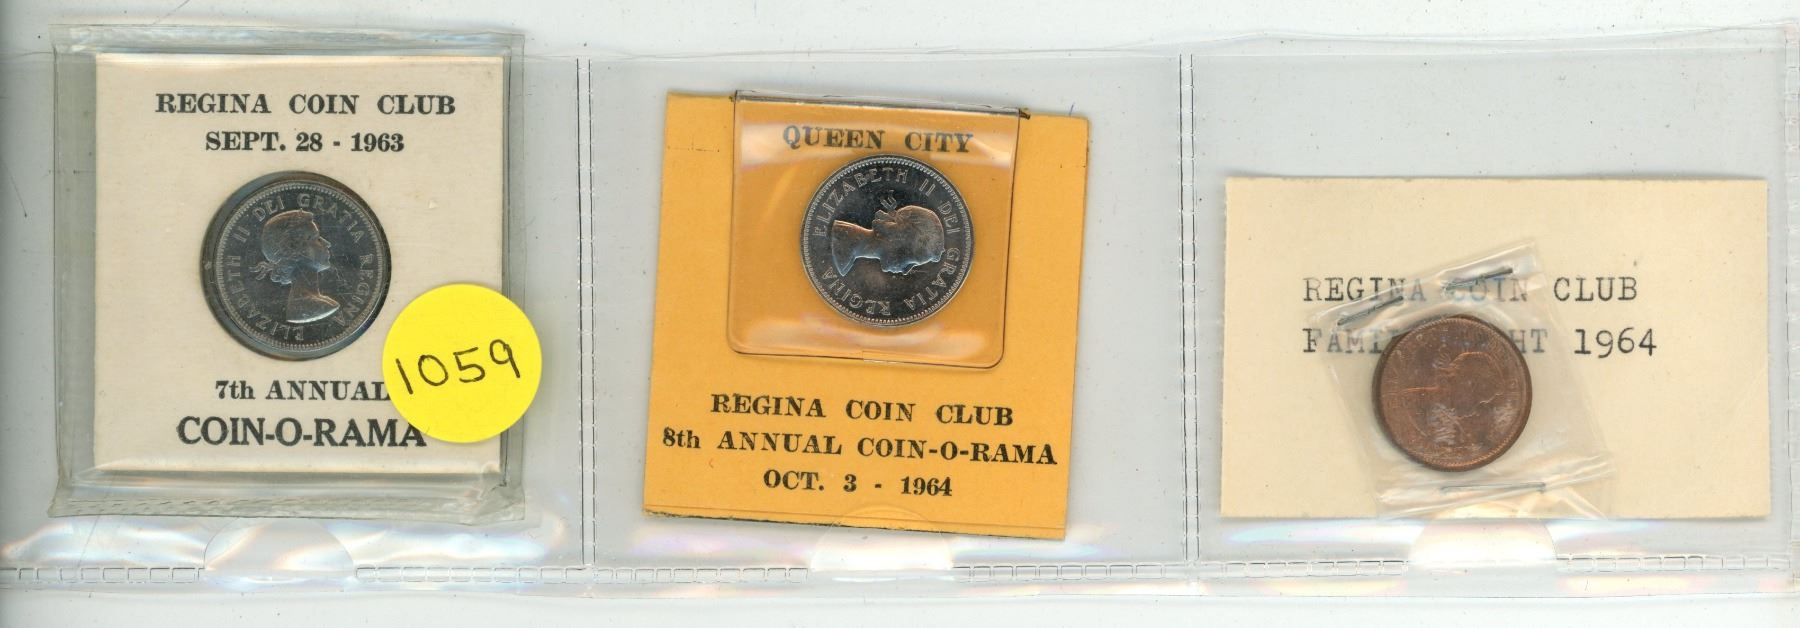 REGINA COIN CLUB
SEPT. 28 - 1963
ELIZABETH II DEI GRATIA REGINA
7th ANNUAL
COIN-O-RAMA
1059
QUEEN CITY
ELIZABETH II DEI GRATIA REGINA
REGINA COIN CLUB
8th ANNUAL COIN-O-RAMA
OCT. 3 - 1964
REGINA COIN CLUB
1964